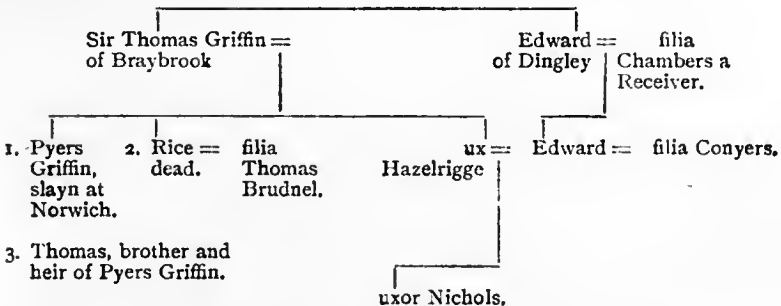 Sir Thomas Griffin =
of Braybrook
Edward = filia
of Dingley Chambers a
Receiver.
1. Pyers
Griffin,
slayn at
Norwich.
2. Rice = filia
dead. Thomas
Brudnel.
ux =
Hazelrigge
Edward = filia Conyers.
3. Thomas, brother and
heir of Pyers Griffin.
uxor Nichols.